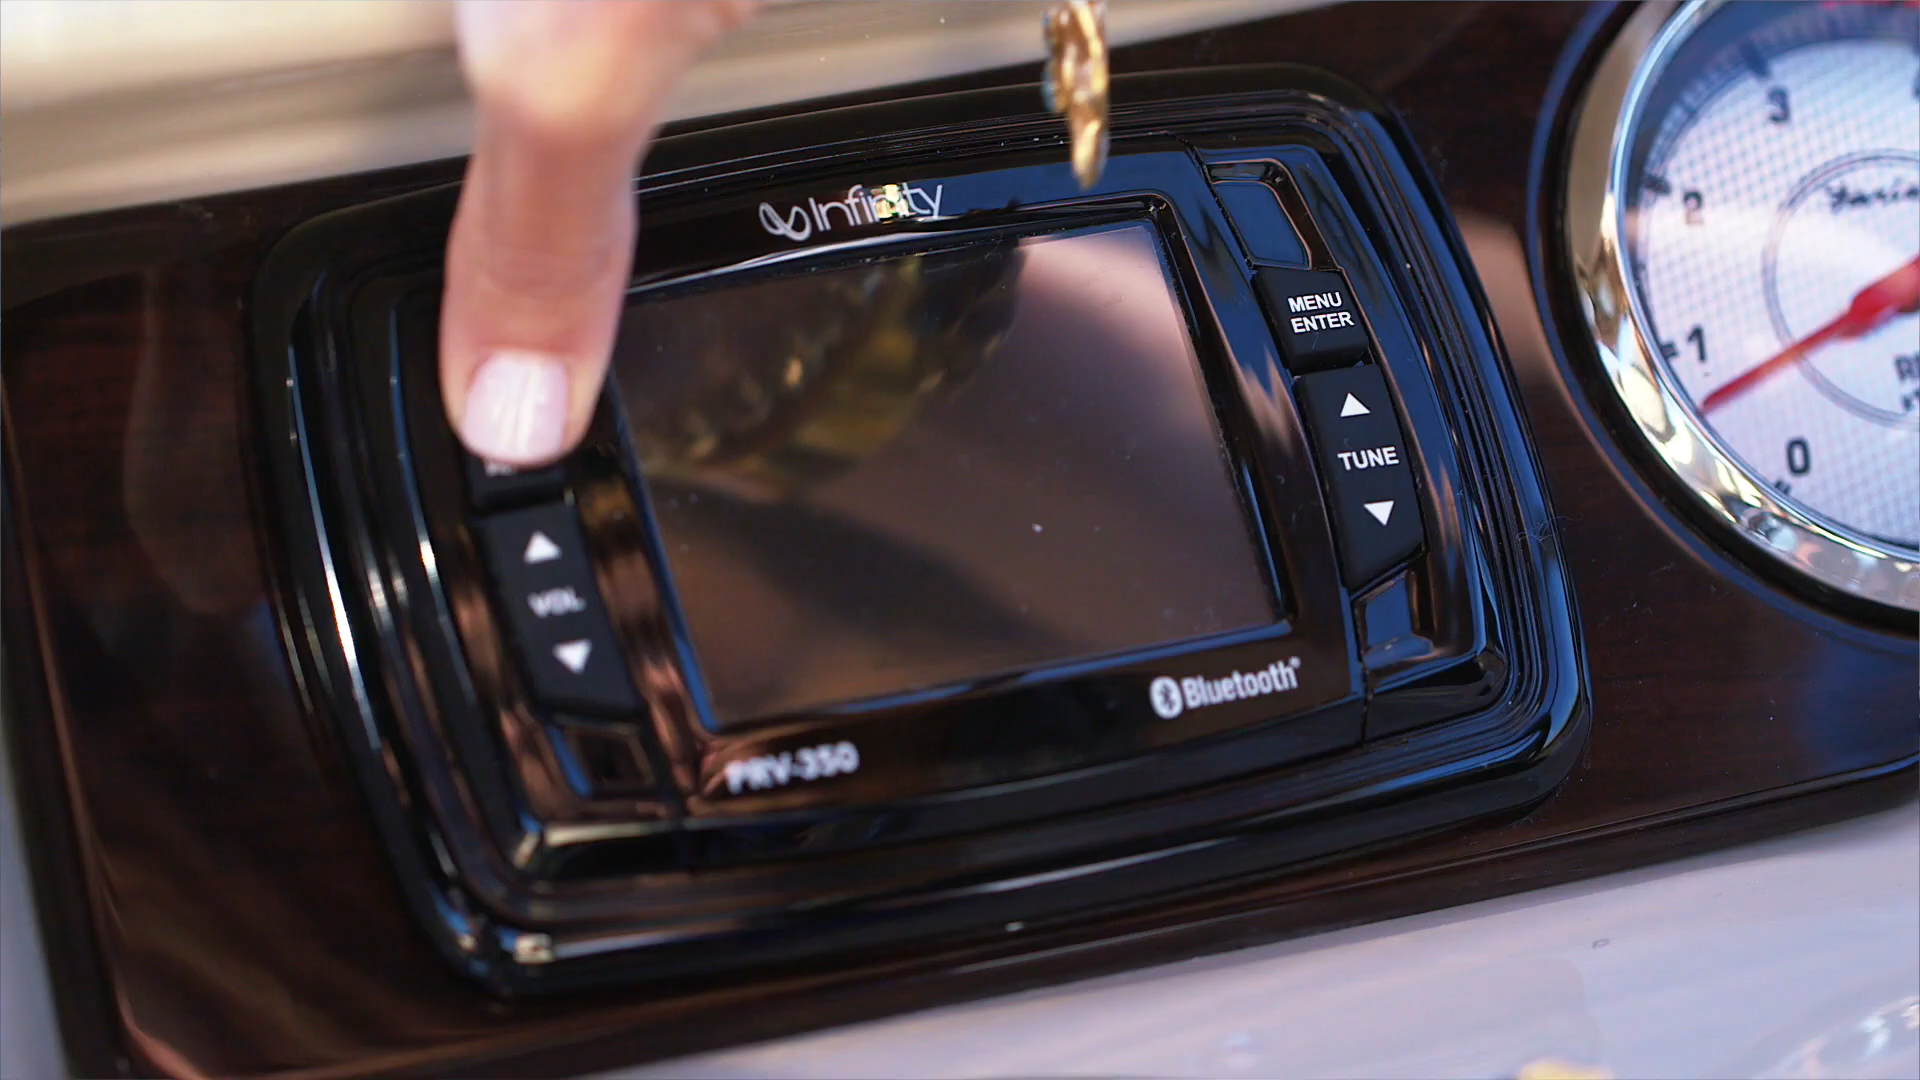 Infinity
MENU
ENTER
TUNE
VOL
Bluetooth®
PRV-350
3
2
1
0